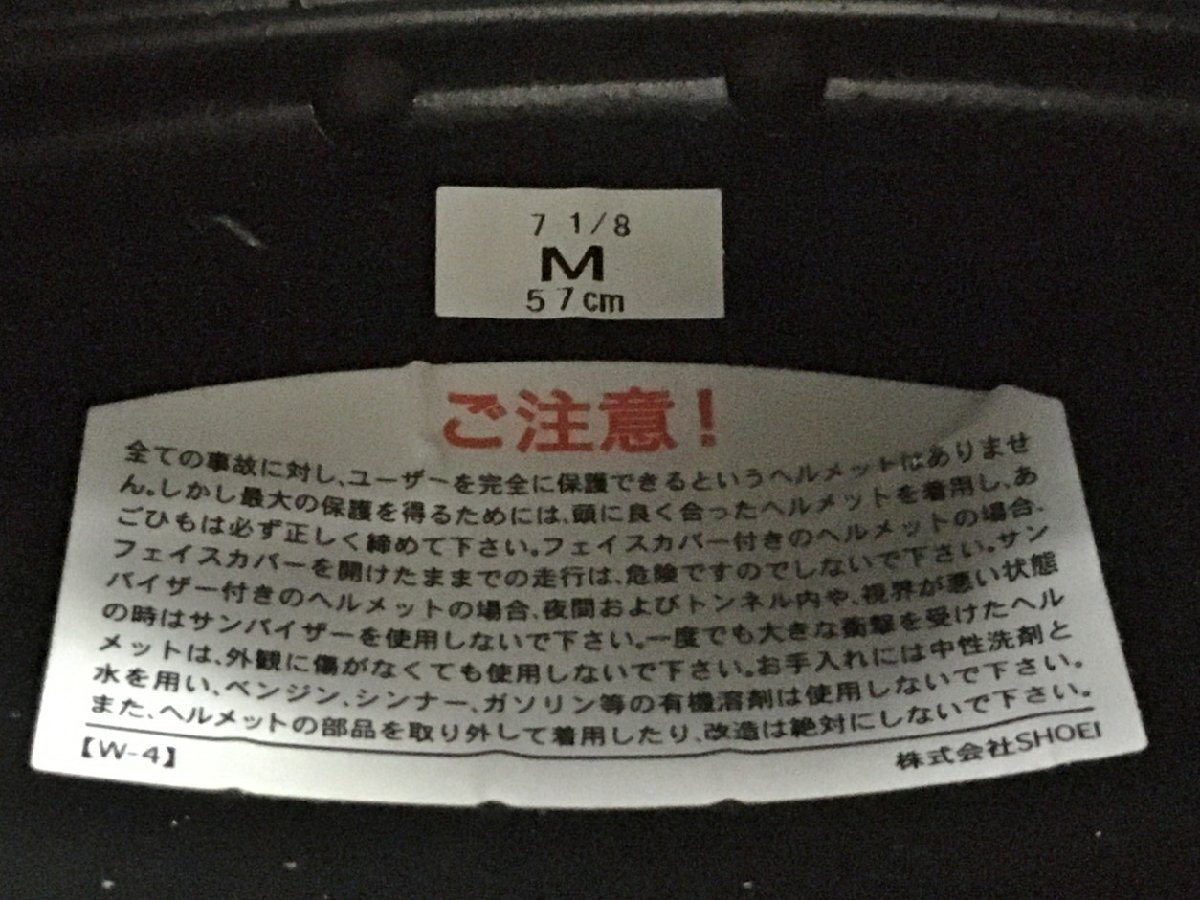 7 1/8
M
57cm
ご注意!
全ての事故に対し、ユーザーを完全に保護できるというヘルメットはありませ
ん。しかし最大の保護を得るためには、頭に良く合ったヘルメットを着用し、あ
ごひもは必ず正しく締めて下さい。フェイスカバー付きのヘルメットの場合、
フェイスカバーを開けたままでの走行は、危険ですのでしないで下さい。サン
バイザー付きのヘルメットの場合、夜間およびトンネル内や、視界が悪い状態
の時はサンバイザーを使用しないで下さい。一度でも大きな衝撃を受けたヘル
メットは、外観に傷がなくても使用しないで下さい。お手入れには中性洗剤と
水を用い、ベンジン、シンナー、ガソリン等の有機溶剤は使用しないで下さい。
また、ヘルメットの部品を取り外して着用したり、改造は絶対にしないで下さい。
【W-4】 株式会社SHOEI